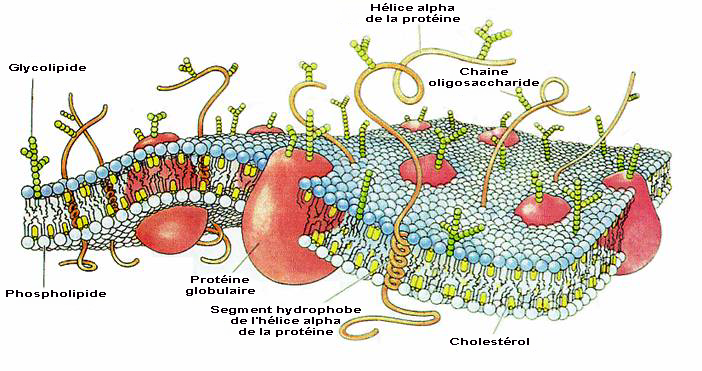 Hélice alpha
de la protéine
Glycolipide
Chaine
oligosaccharide
Phospholipide
Protéine
globulaire
Segment hydrophobe
de l'hélice alpha
de la protéine
Cholestérol